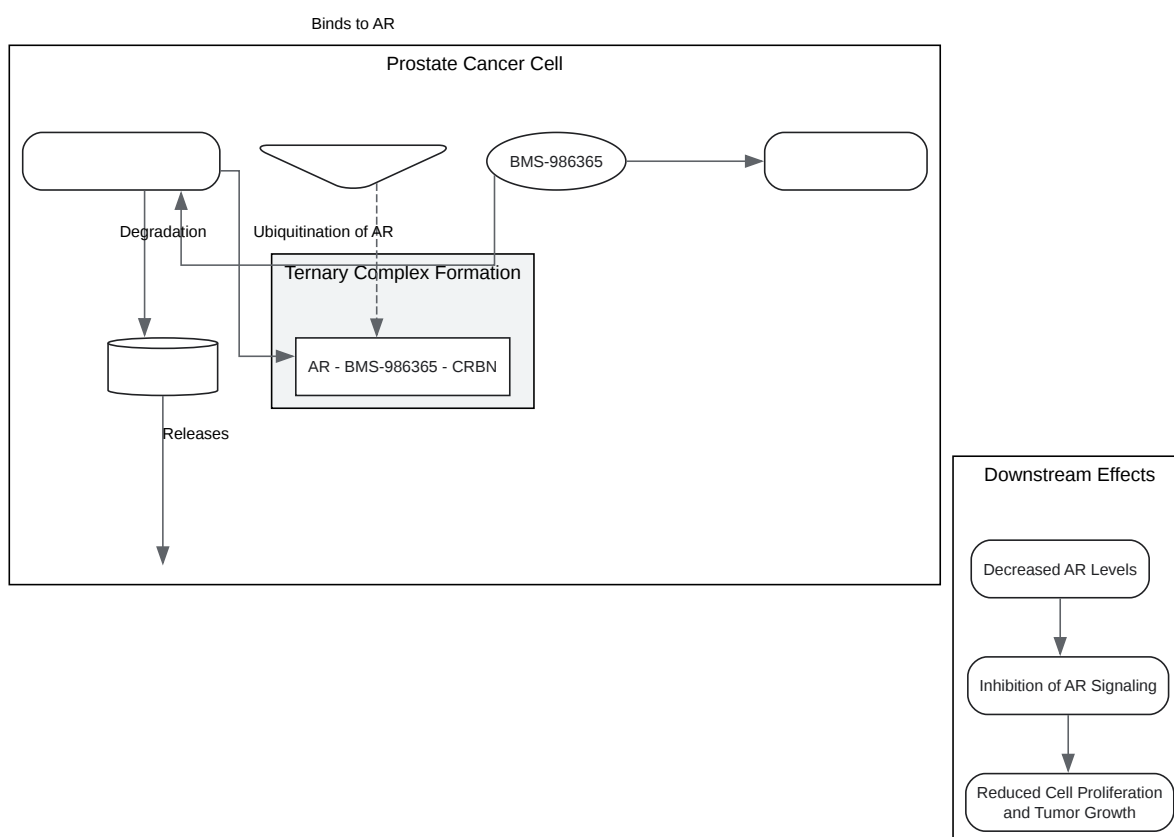 Binds to AR
Prostate Cancer Cell
BMS-986365
Degradation
Ubiquitination of AR
Ternary Complex Formation
AR - BMS-986365 - CRBN
Releases
Downstream Effects
Decreased AR Levels
Inhibition of AR Signaling
Reduced Cell Proliferation
and Tumor Growth